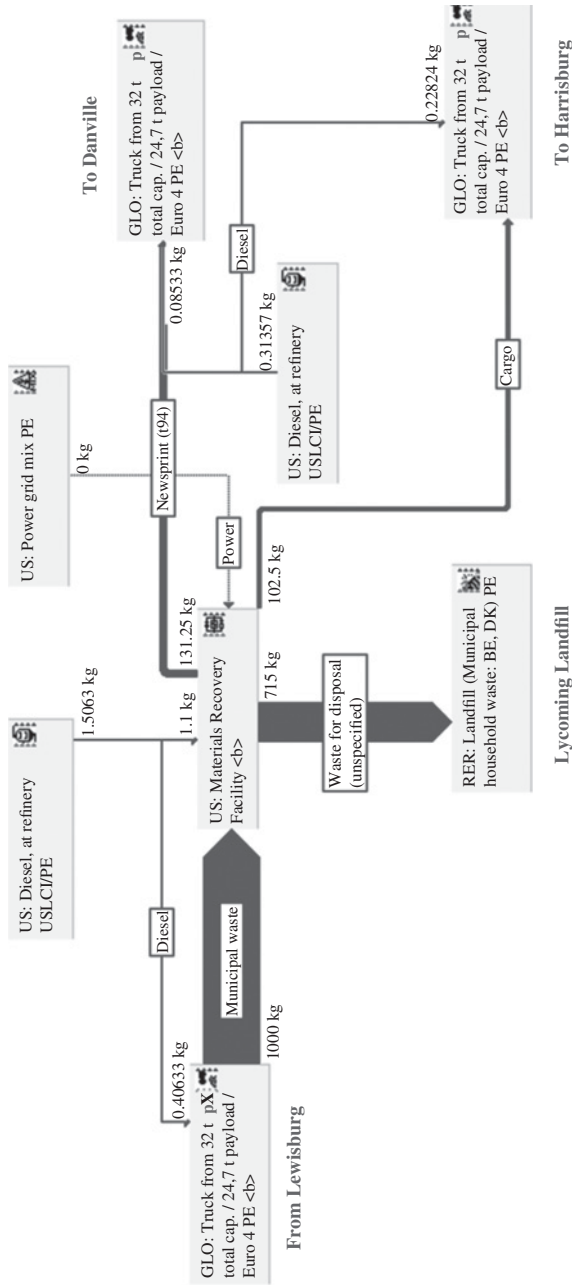 US: Diesel, at refinery
USLCI/PE
1.5063 kg
US: Power grid mix PE
0 kg
To Danville
GLO: Truck from 32 t p
total cap. / 24,7 t payload /
Euro 4 PE <b>
0.08533 kg
Diesel
0.40633 kg
1.1 kg
131.25 kg
Newsprint (t94)
Power
Diesel
0.31357 kg
US: Diesel, at refinery
USLCI/PE
GLO: Truck from 32 t pX
total cap. / 24,7 t payload /
Euro 4 PE <b>
From Lewisburg
1000 kg
Municipal waste
US: Materials Recovery
Facility <b>
715 kg
102.5 kg
Waste for disposal
(unspecified)
RER: Landfill (Municipal
household waste: BE, DK) PE
Lycoming Landfill
Cargo
0.22824 kg
GLO: Truck from 32 t p
total cap. / 24,7 t payload /
Euro 4 PE <b>
To Harrisburg